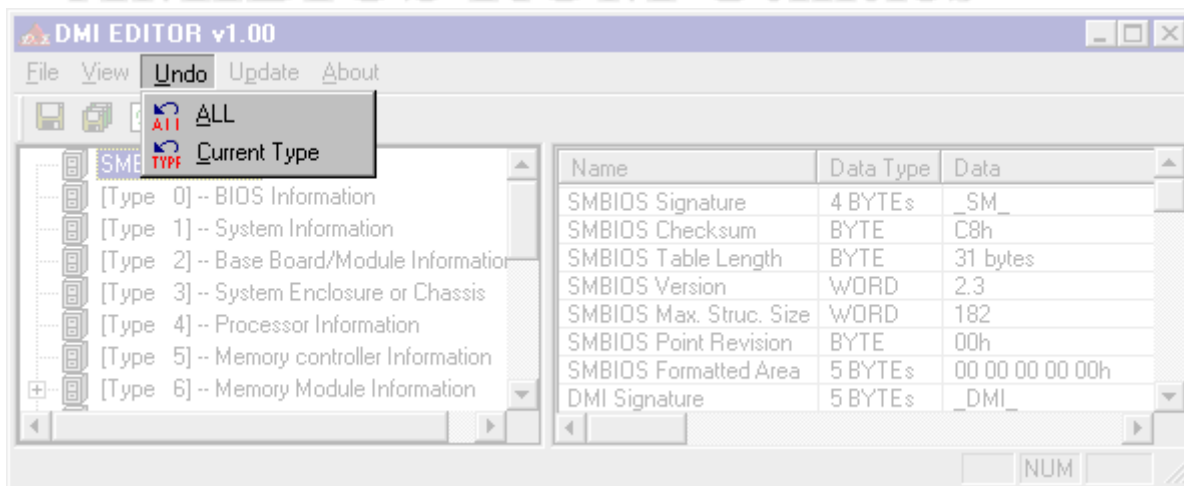 DMI EDITOR v1.00
File View Undo Update About
ALL ALL
TYPE Current Type
SMB
[Type 0] -- BIOS Information
[Type 1] -- System Information
[Type 2] -- Base Board/Module Information
[Type 3] -- System Enclosure or Chassis
[Type 4] -- Processor Information
[Type 5] -- Memory controller Information
[Type 6] -- Memory Module Information
Name Data Type Data
SMBIOS Signature 4 BYTEs _SM_
SMBIOS Checksum BYTE C8h
SMBIOS Table Length BYTE 31 bytes
SMBIOS Version WORD 2.3
SMBIOS Max. Struc. Size WORD 182
SMBIOS Point Revision BYTE 00h
SMBIOS Formatted Area 5 BYTEs 00 00 00 00 00h
DMI Signature 5 BYTEs _DMI_
NUM